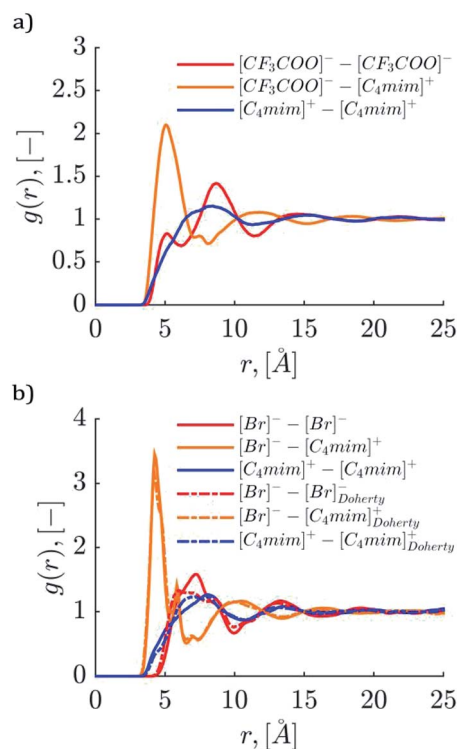 a)
3
2.5
2
1.5
1
0.5
0
g(r), [−]
[CF₃COO]⁻ − [CF₃COO]⁻
[CF₃COO]⁻ − [C₄mim]⁺
[C₄mim]⁺ − [C₄mim]⁺
0 5 10 15 20 25
r, [Å]
b)
4
3
2
1
0
g(r), [−]
[Br]⁻ − [Br]⁻
[Br]⁻ − [C₄mim]⁺
[C₄mim]⁺ − [C₄mim]⁺
[Br]⁻ − [Br]⁻Doherty
[Br]⁻ − [C₄mim]⁺Doherty
[C₄mim]⁺ − [C₄mim]⁺Doherty
0 5 10 15 20 25
r, [Å]